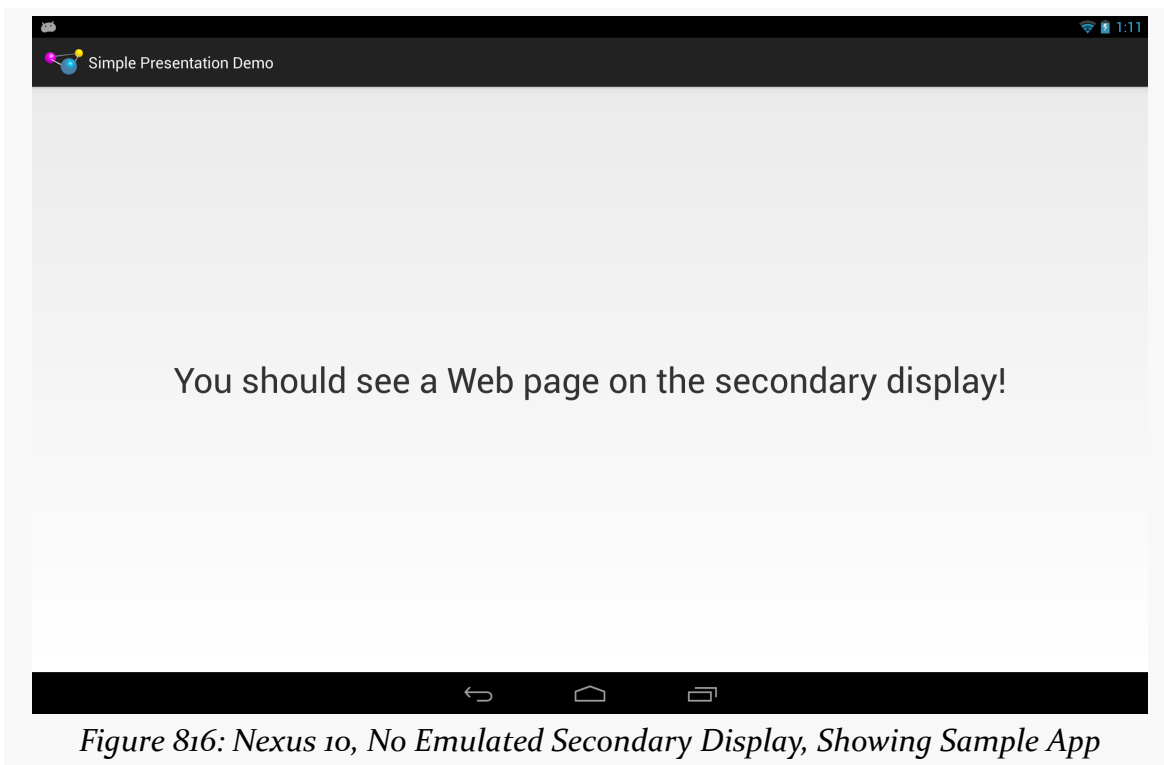 1:11
Simple Presentation Demo
You should see a Web page on the secondary display!
Figure 816: Nexus 10, No Emulated Secondary Display, Showing Sample App